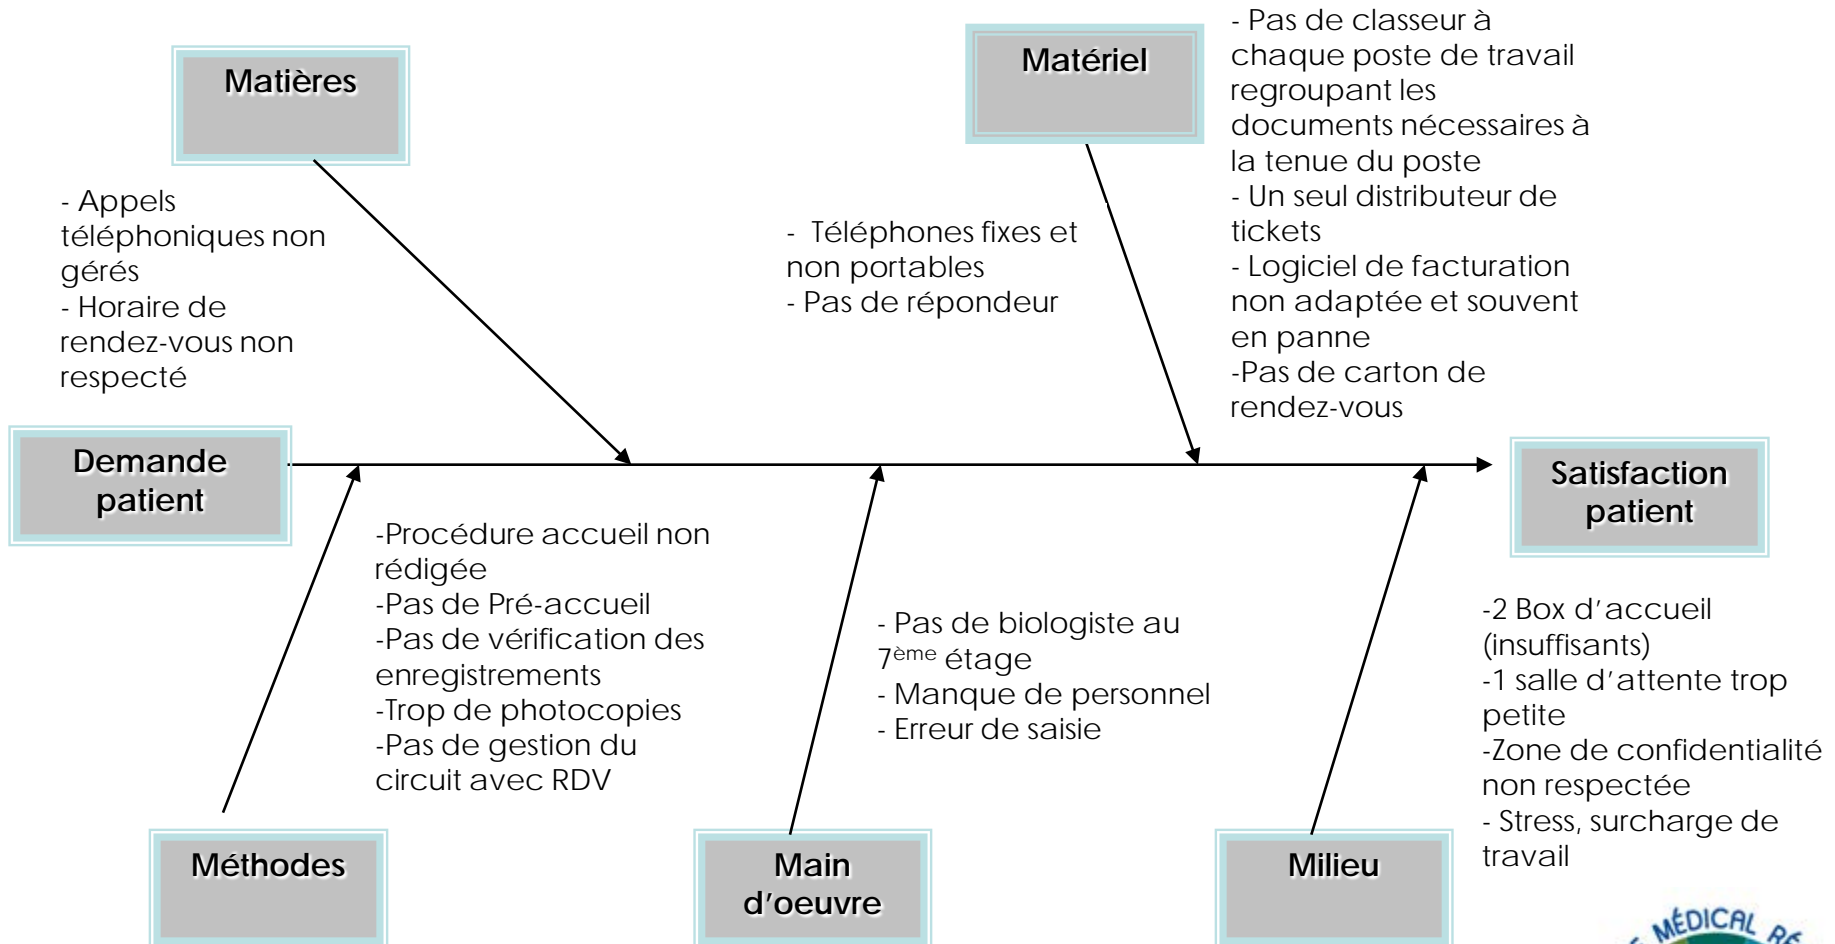 Matières
Matériel
- Pas de classeur à
chaque poste de travail
regroupant les
documents nécessaires à
la tenue du poste
- Un seul distributeur de
tickets
- Logiciel de facturation
non adaptée et souvent
en panne
-Pas de carton de
rendez-vous
- Appels
téléphoniques non
gérés
- Horaire de
rendez-vous non
respecté
- Téléphones fixes et
non portables
- Pas de répondeur
Demande
patient
Satisfaction
patient
-Procédure accueil non
rédigée
-Pas de Pré-accueil
-Pas de vérification des
enregistrements
-Trop de photocopies
-Pas de gestion du
circuit avec RDV
- Pas de biologiste au
7ème étage
- Manque de personnel
- Erreur de saisie
-2 Box d'accueil
(insuffisants)
-1 salle d'attente trop
petite
-Zone de confidentialité
non respectée
- Stress, surcharge de
travail
Méthodes
Main
d'oeuvre
Milieu
MÉDICAL